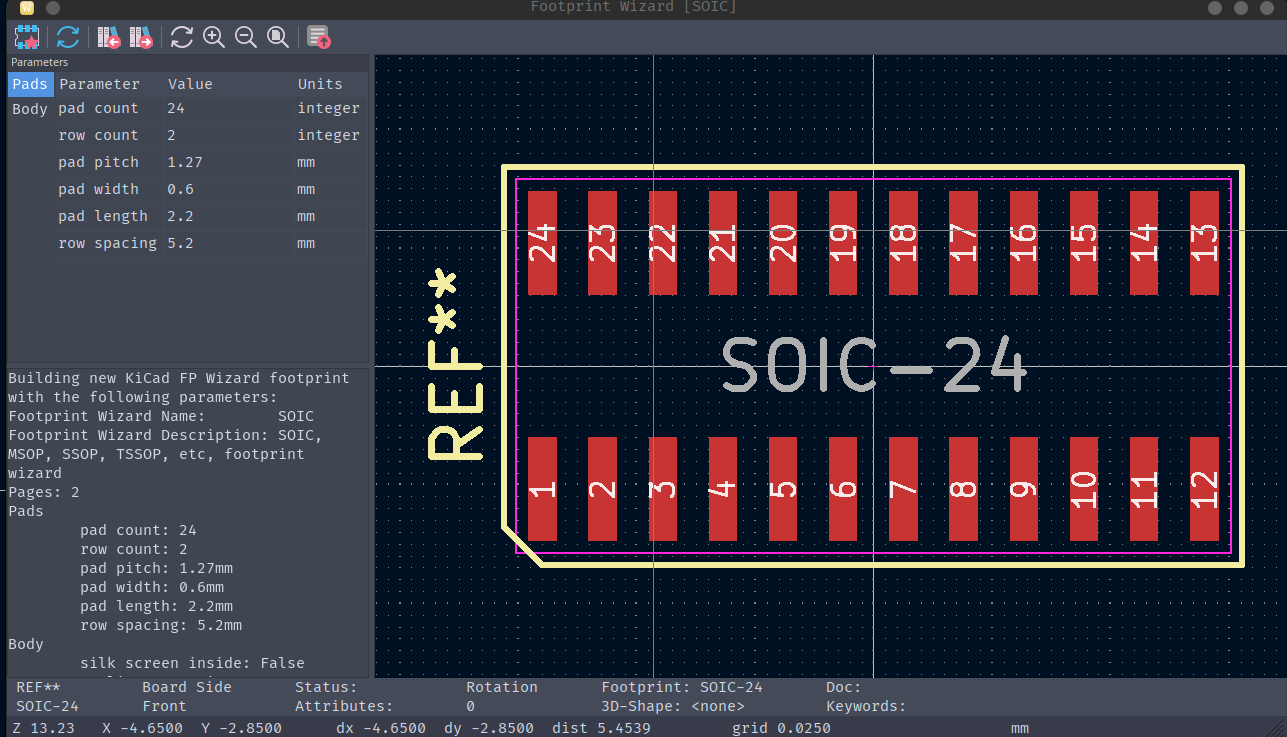 Footprint Wizard [SOIC]
Parameters
Pads
Body
Parameter Value Units
pad count 24 integer
row count 2 integer
pad pitch 1.27 mm
pad width 0.6 mm
pad length 2.2 mm
row spacing 5.2 mm
Building new KiCad FP Wizard footprint
with the following parameters:
Footprint Wizard Name: SOIC
Footprint Wizard Description: SOIC,
MSOP, SSOP, TSSOP, etc, footprint
wizard
Pages: 2
Pads
pad count: 24
row count: 2
pad pitch: 1.27mm
pad width: 0.6mm
pad length: 2.2mm
row spacing: 5.2mm
Body
silk screen inside: False
24 23 22 21 20 19 18 17 16 15 14 13
REF**
SOIC-24
1 2 3 4 5 6 7 8 9 10 11 12
REF** Board Side Status: Rotation Footprint: SOIC-24 Doc:
SOIC-24 Front Attributes: 0 3D-Shape: <none> Keywords:
Z 13.23 X -4.6500 Y -2.8500 dx -4.6500 dy -2.8500 dist 5.4539 grid 0.0250 mm